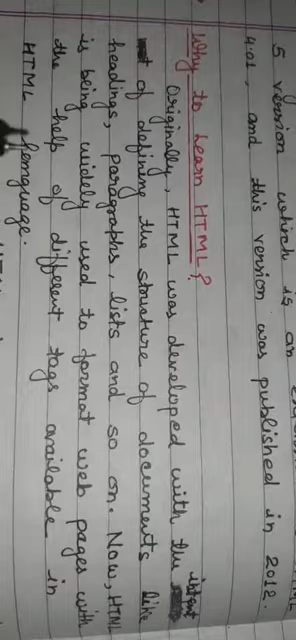 5 version which is an
4.01, and this version was published in 2012.
Why to Learn HTML?
Originally, HTML was developed with the intent
of defining the structure of documents like
headings, paragraphs, lists and so on. Now, HTML
is being widely used to format web pages with
the help of different tags available in
HTML language.